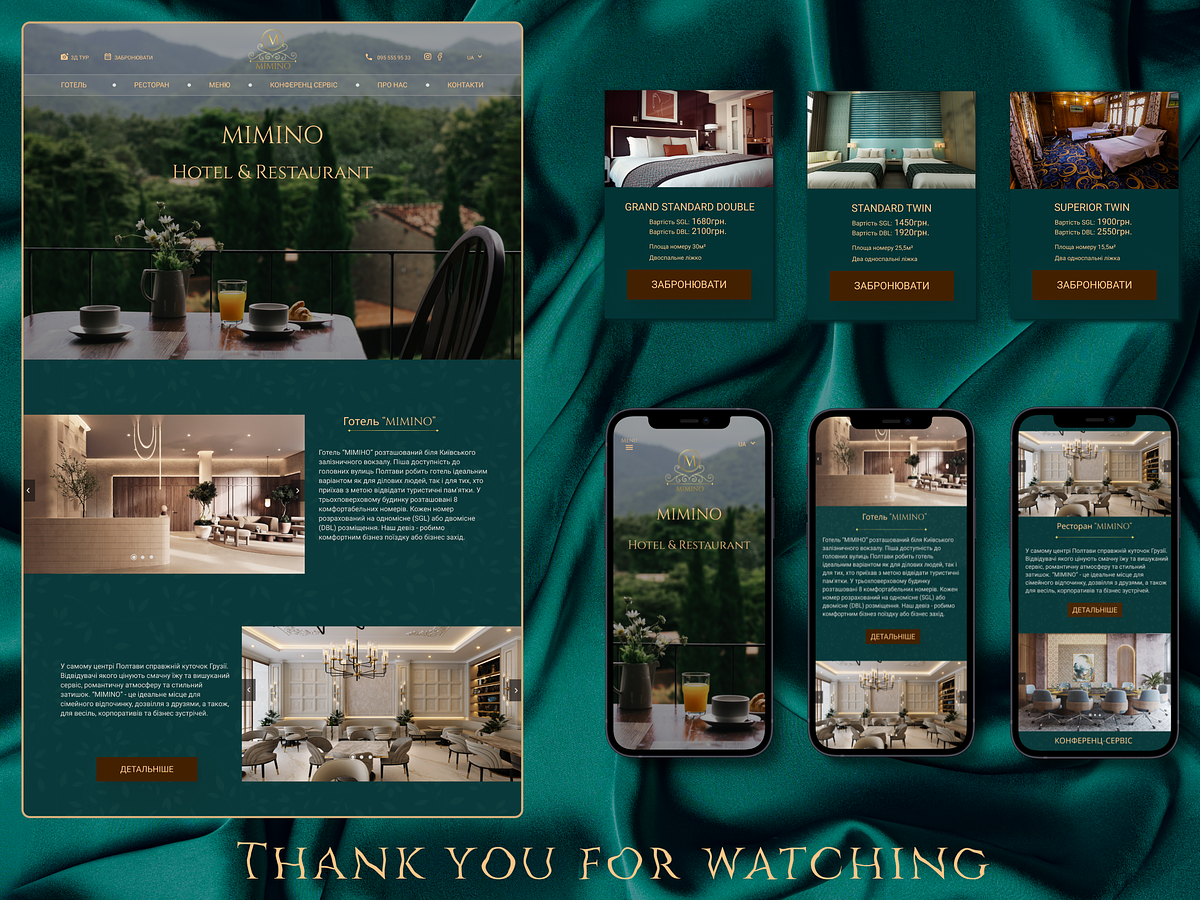 3Д ТУР
ЗАБРОНЮВАТИ
MIMINO
095 555 95 33
UA
ГОТЕЛЬ
РЕСТОРАН
МЕНЮ
КОНФЕРЕНЦ СЕРВІС
ПРО НАС
КОНТАКТИ
MIMINO
HOTEL & RESTAURANT
Готель "MIMINO"
Готель "МІМІНО" розташований біля Київського
залізничного вокзалу. Піша доступність до
головних вулиць Полтави робить готель ідеальним
варіантом як для ділових людей, так і для тих, хто
приїхав з метою відвідати туристичні пам'ятки. У
трьохповерховому будинку розташовані 8
комфортабельних номерів. Кожен номер
розрахований на одномісне (SGL) або двомісне
(DBL) розміщення. Наш девіз - робимо
комфортним бізнес поїздку або бізнес захід.
У самому центрі Полтави справжній куточок Грузії.
Відвідувачі якого цінують смачну їжу та вишуканий
сервіс, романтичну атмосферу та стильний
затишок. "MIMINO" - це ідеальне місце для
сімейного відпочинку, дозвілля з друзями, а також,
для весіль, корпоративів та бізнес зустрічей.
ДЕТАЛЬНІШЕ
GRAND STANDARD DOUBLE
Вартість SGL: 1680грн.
Вартість DBL: 2100грн.
Площа номеру 30м²
Двоспальне ліжко
ЗАБРОНЮВАТИ
STANDARD TWIN
Вартість SGL: 1450грн.
Вартість DBL: 1920грн.
Площа номеру 25,5м²
Два односпальні ліжка
ЗАБРОНЮВАТИ
SUPERIOR TWIN
Вартість SGL: 1900грн.
Вартість DBL: 2550грн.
Площа номеру 15,5м²
Два односпальні ліжка
ЗАБРОНЮВАТИ
UA
MIMINO
MIMINO
HOTEL & RESTAURANT
Готель "MIMINO"
Готель "МІМІНО" розташований біля Київського
залізничного вокзалу. Піша доступність до головних
вулиць Полтави робить готель
ідеальним варіантом як для ділових людей, так і
для тих, хто приїхав з метою відвідати туристичні
пам'ятки. У трьохповерховому будинку
розташовані 8 комфортабельних номерів. Кожен
номер розрахований на одномісне (SGL) або
двомісне (DBL) розміщення. Наш девіз - робимо
комфортним бізнес поїздку або бізнес захід.
ДЕТАЛЬНІШЕ
Ресторан "MIMINO"
У самому центрі Полтави справжній куточок Грузії.
Відвідувачі якого цінують смачну їжу та вишуканий
сервіс, романтичну атмосферу та стильний
затишок. "MIMINO" - це ідеальне місце для
сімейного відпочинку, дозвілля з друзями, а також
для весіль, корпоративів та бізнес зустрічей.
ДЕТАЛЬНІШЕ
КОНФЕРЕНЦ-СЕРВІС
THANK YOU FOR WATCHING